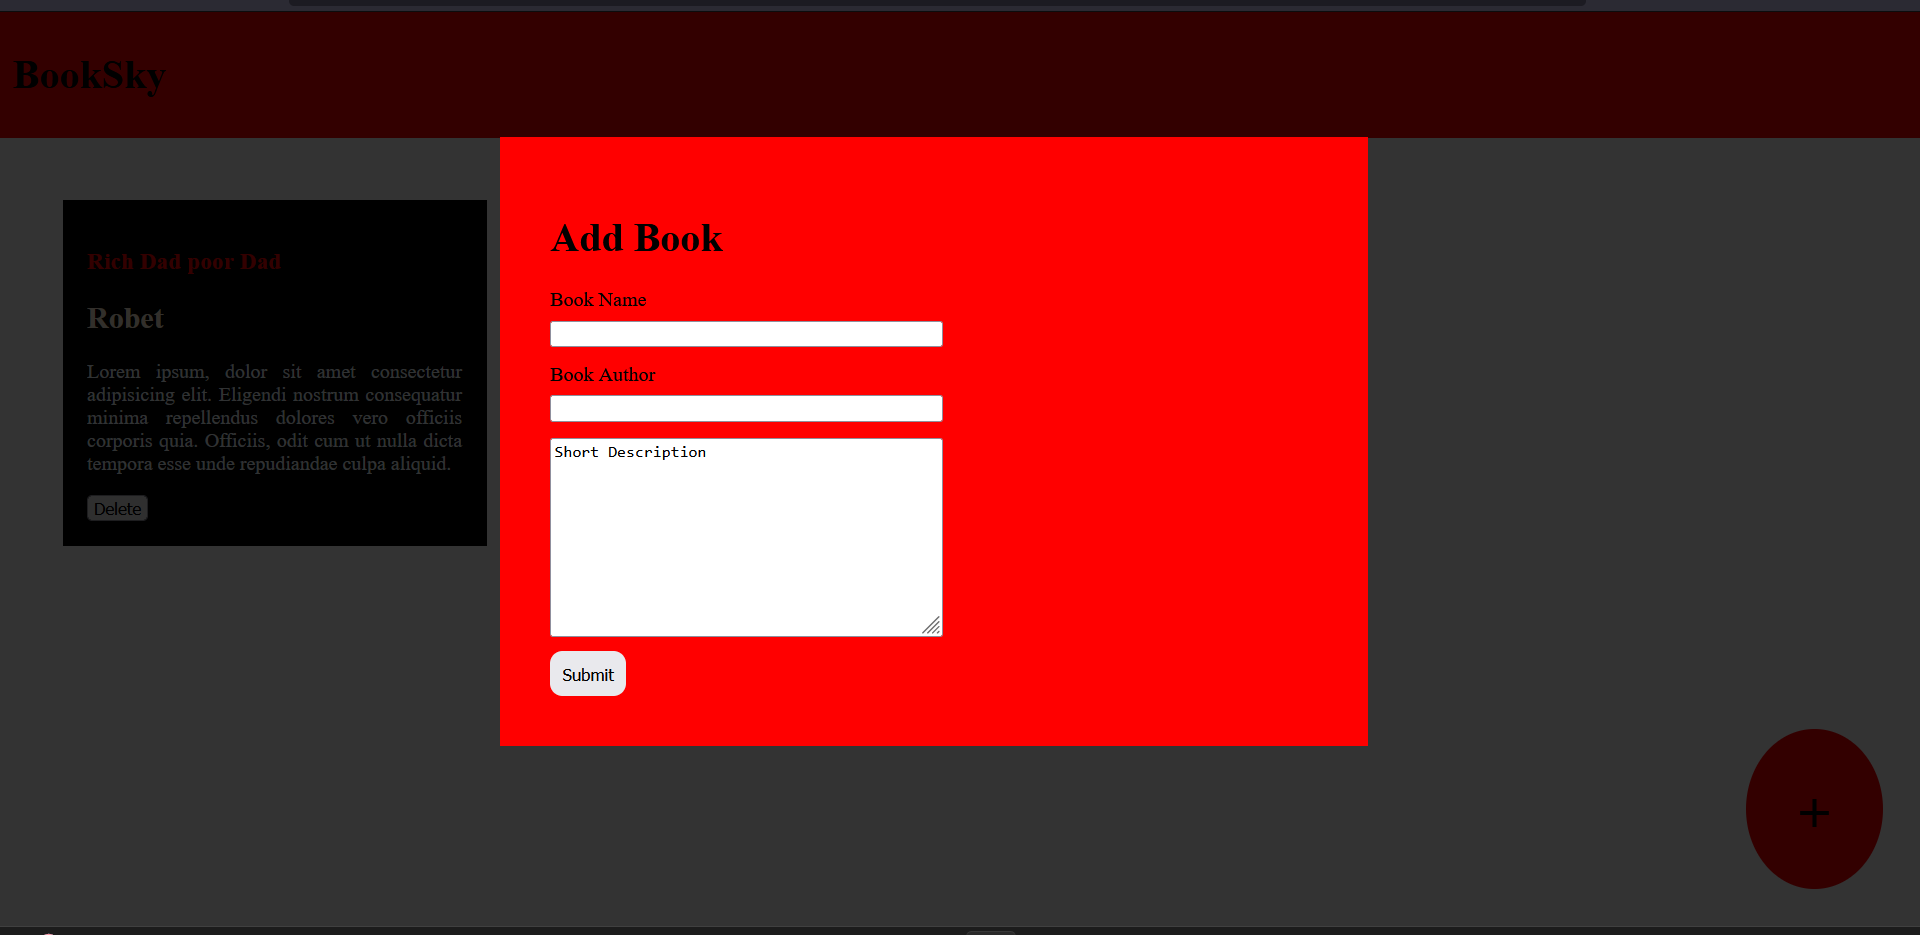 BookSky
Rich Dad poor Dad
Robet
Lorem ipsum, dolor sit amet consectetur
adipisicing elit. Eligendi nostrum consequatur
minima repellendus dolores vero officiis
corporis quia. Officiis, odit cum ut nulla dicta
tempora esse unde repudiandae culpa aliquid.
Delete
Add Book
Book Name
Book Author
Short Description
Submit
+